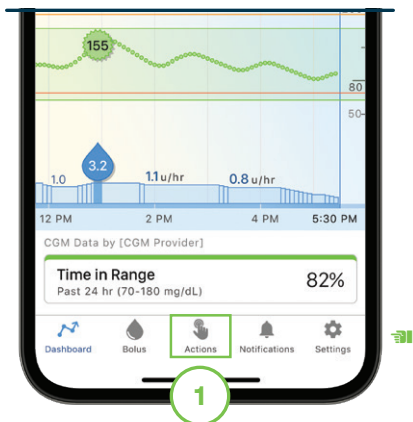 155
80
50
3.2
1.0 1.1 u/hr 0.8 u/hr
12 PM 2 PM 4 PM 5:30 PM
CGM Data by [CGM Provider]
Time in Range
Past 24 hr (70-180 mg/dL)
82%
Dashboard Bolus Actions Notifications Settings
1